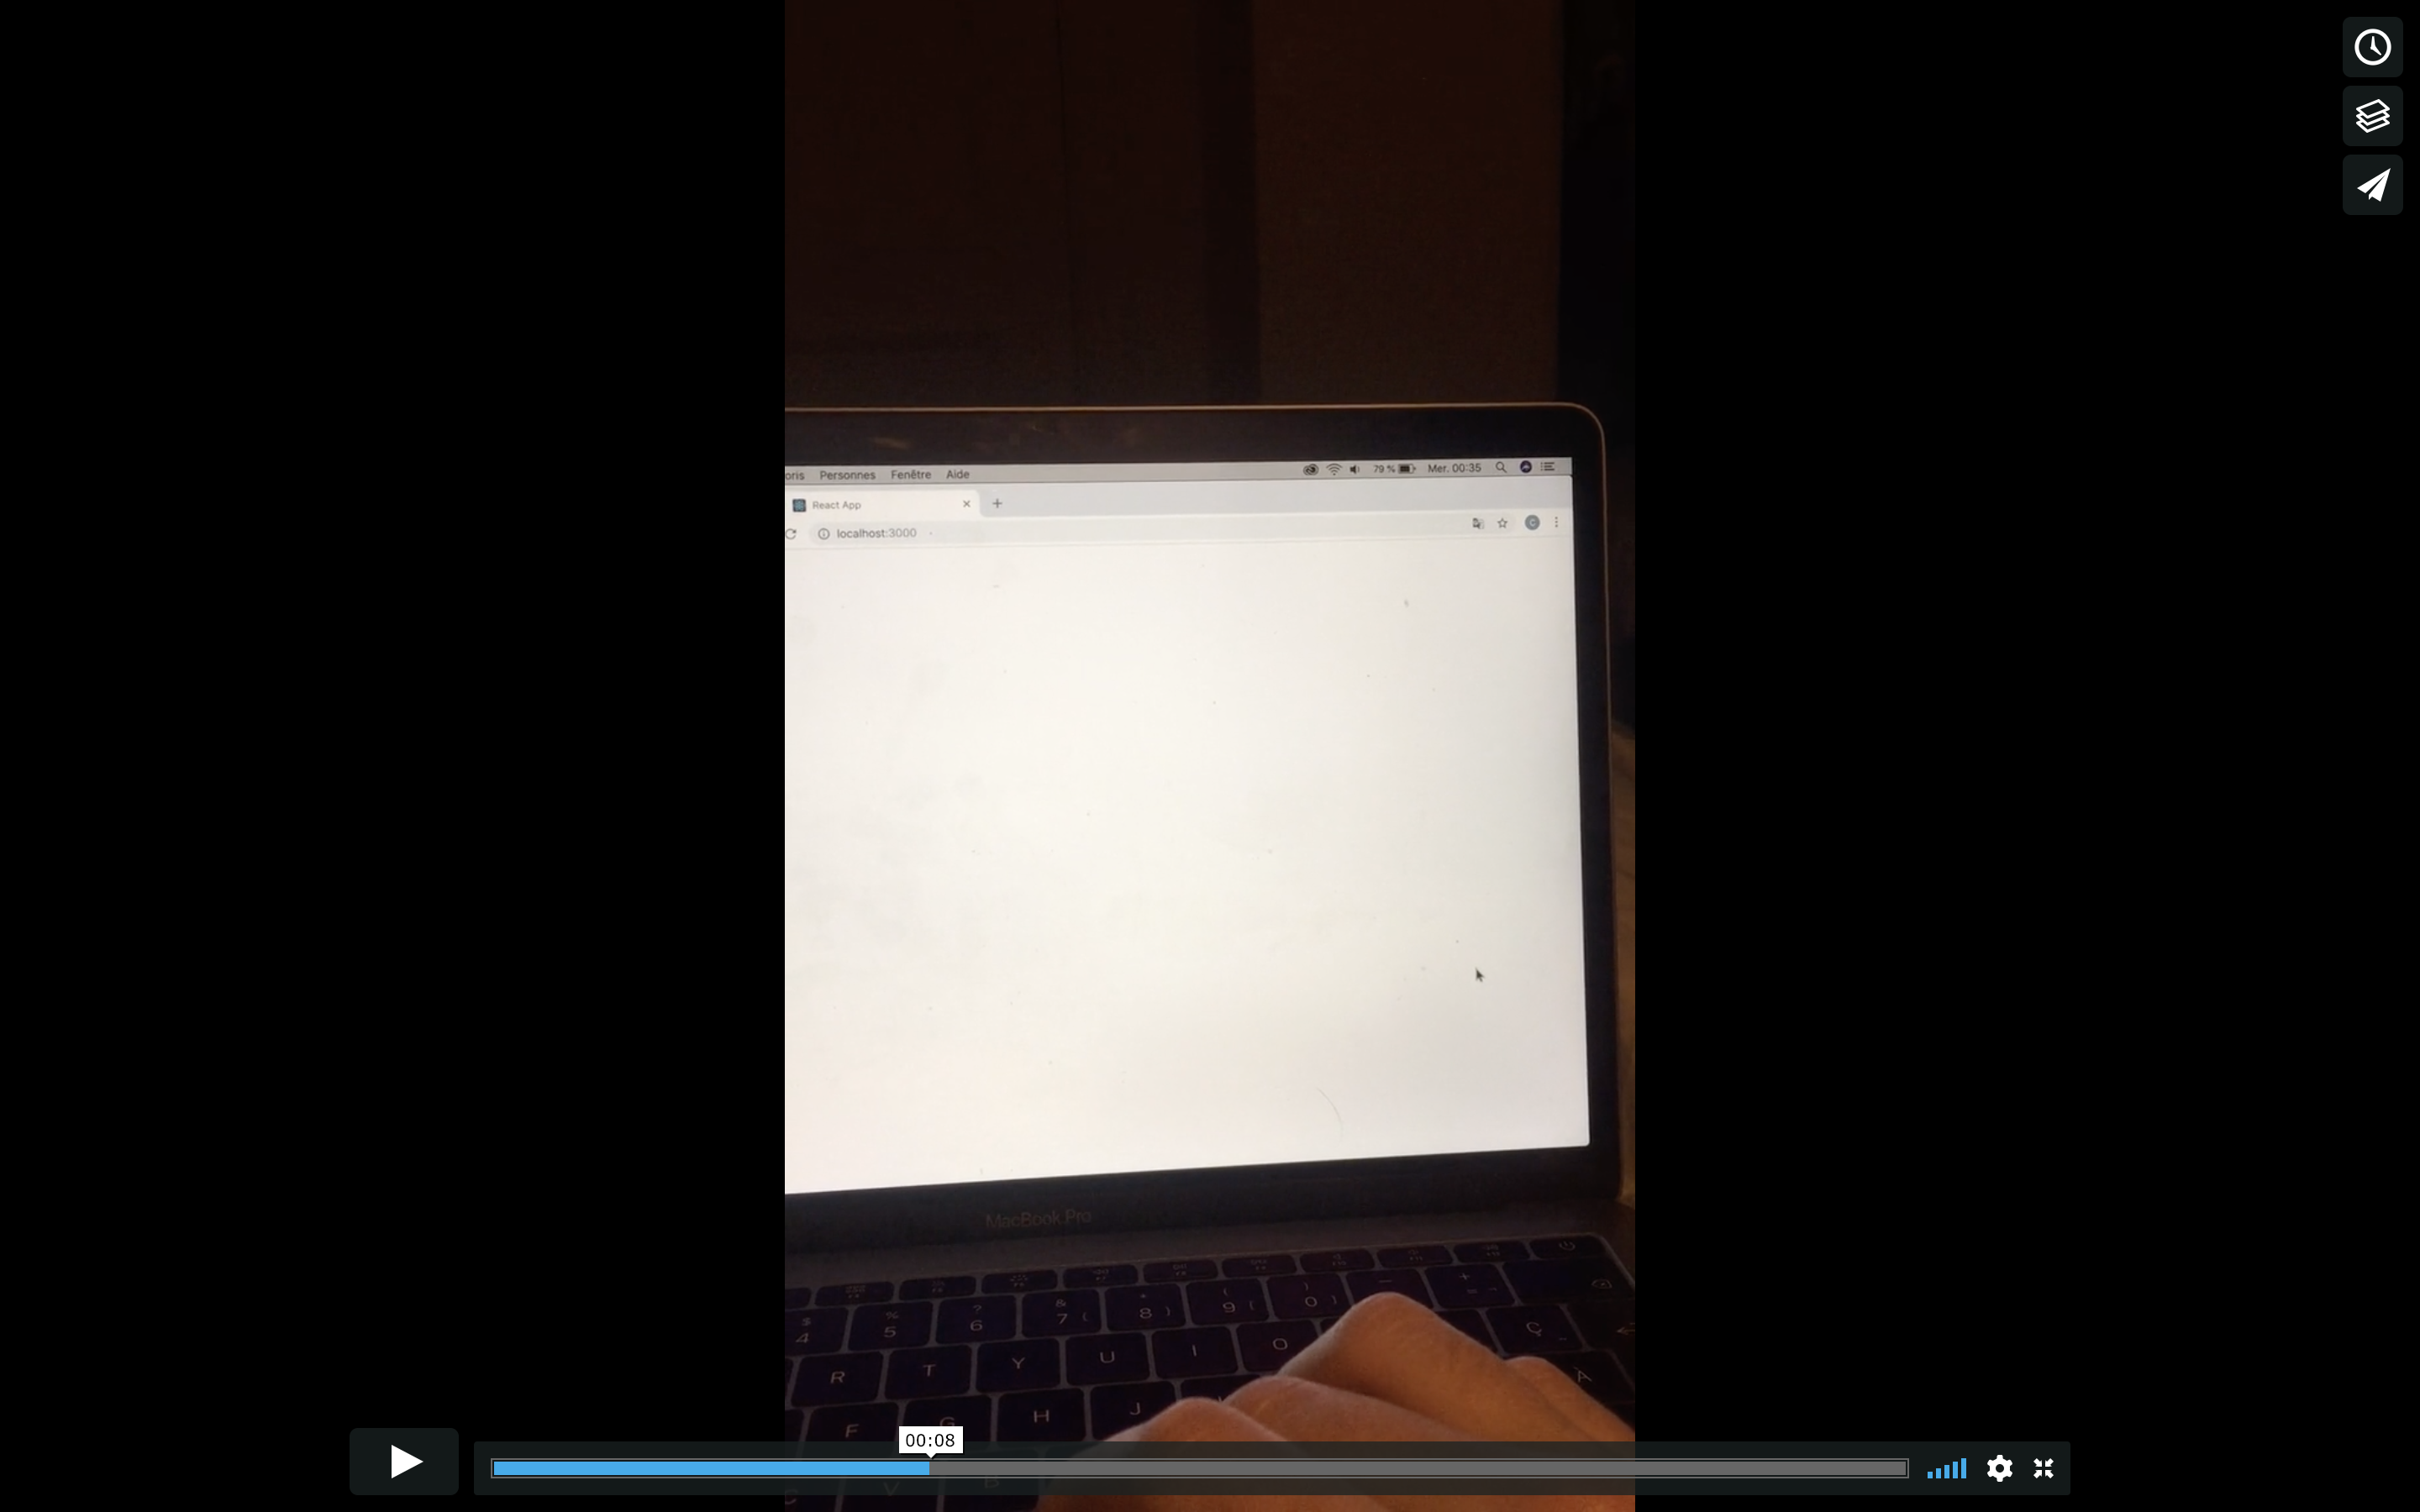 oris Personnes Fenêtre Aide 79 % Mer. 00:35
React App
localhost:3000
MacBook Pro
$ % ? & * ( )
4 5 6 7 ( 8 ) 9 { 0 } — +
R T Y U I O Ç
F G H J À
C V B
00:08